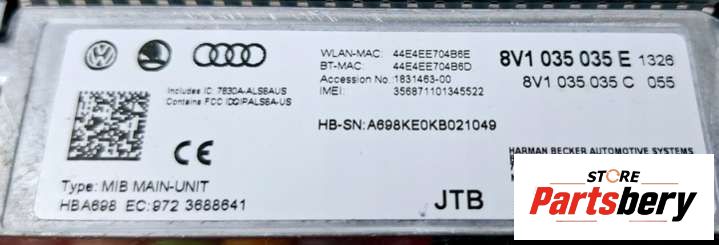 WLAN-MAC: 44E4EE704B6E
BT-MAC: 44E4EE704B6D
Accession No.: 1831463-00
IMEI: 356871101345522
8V1 035 035 E 1326
8V1 035 035 C 055
Includes IC: 7830A-ALS6AUS
Contains FCC ID:QIPALS6A-US
HB-SN:A698KE0KB021049
CE
HARMAN BECKER AUTOMOTIVE SYSTEMS
Type: MIB MAIN-UNIT
HBA698 EC:972 3688641
JTB
STORE
Partsbery